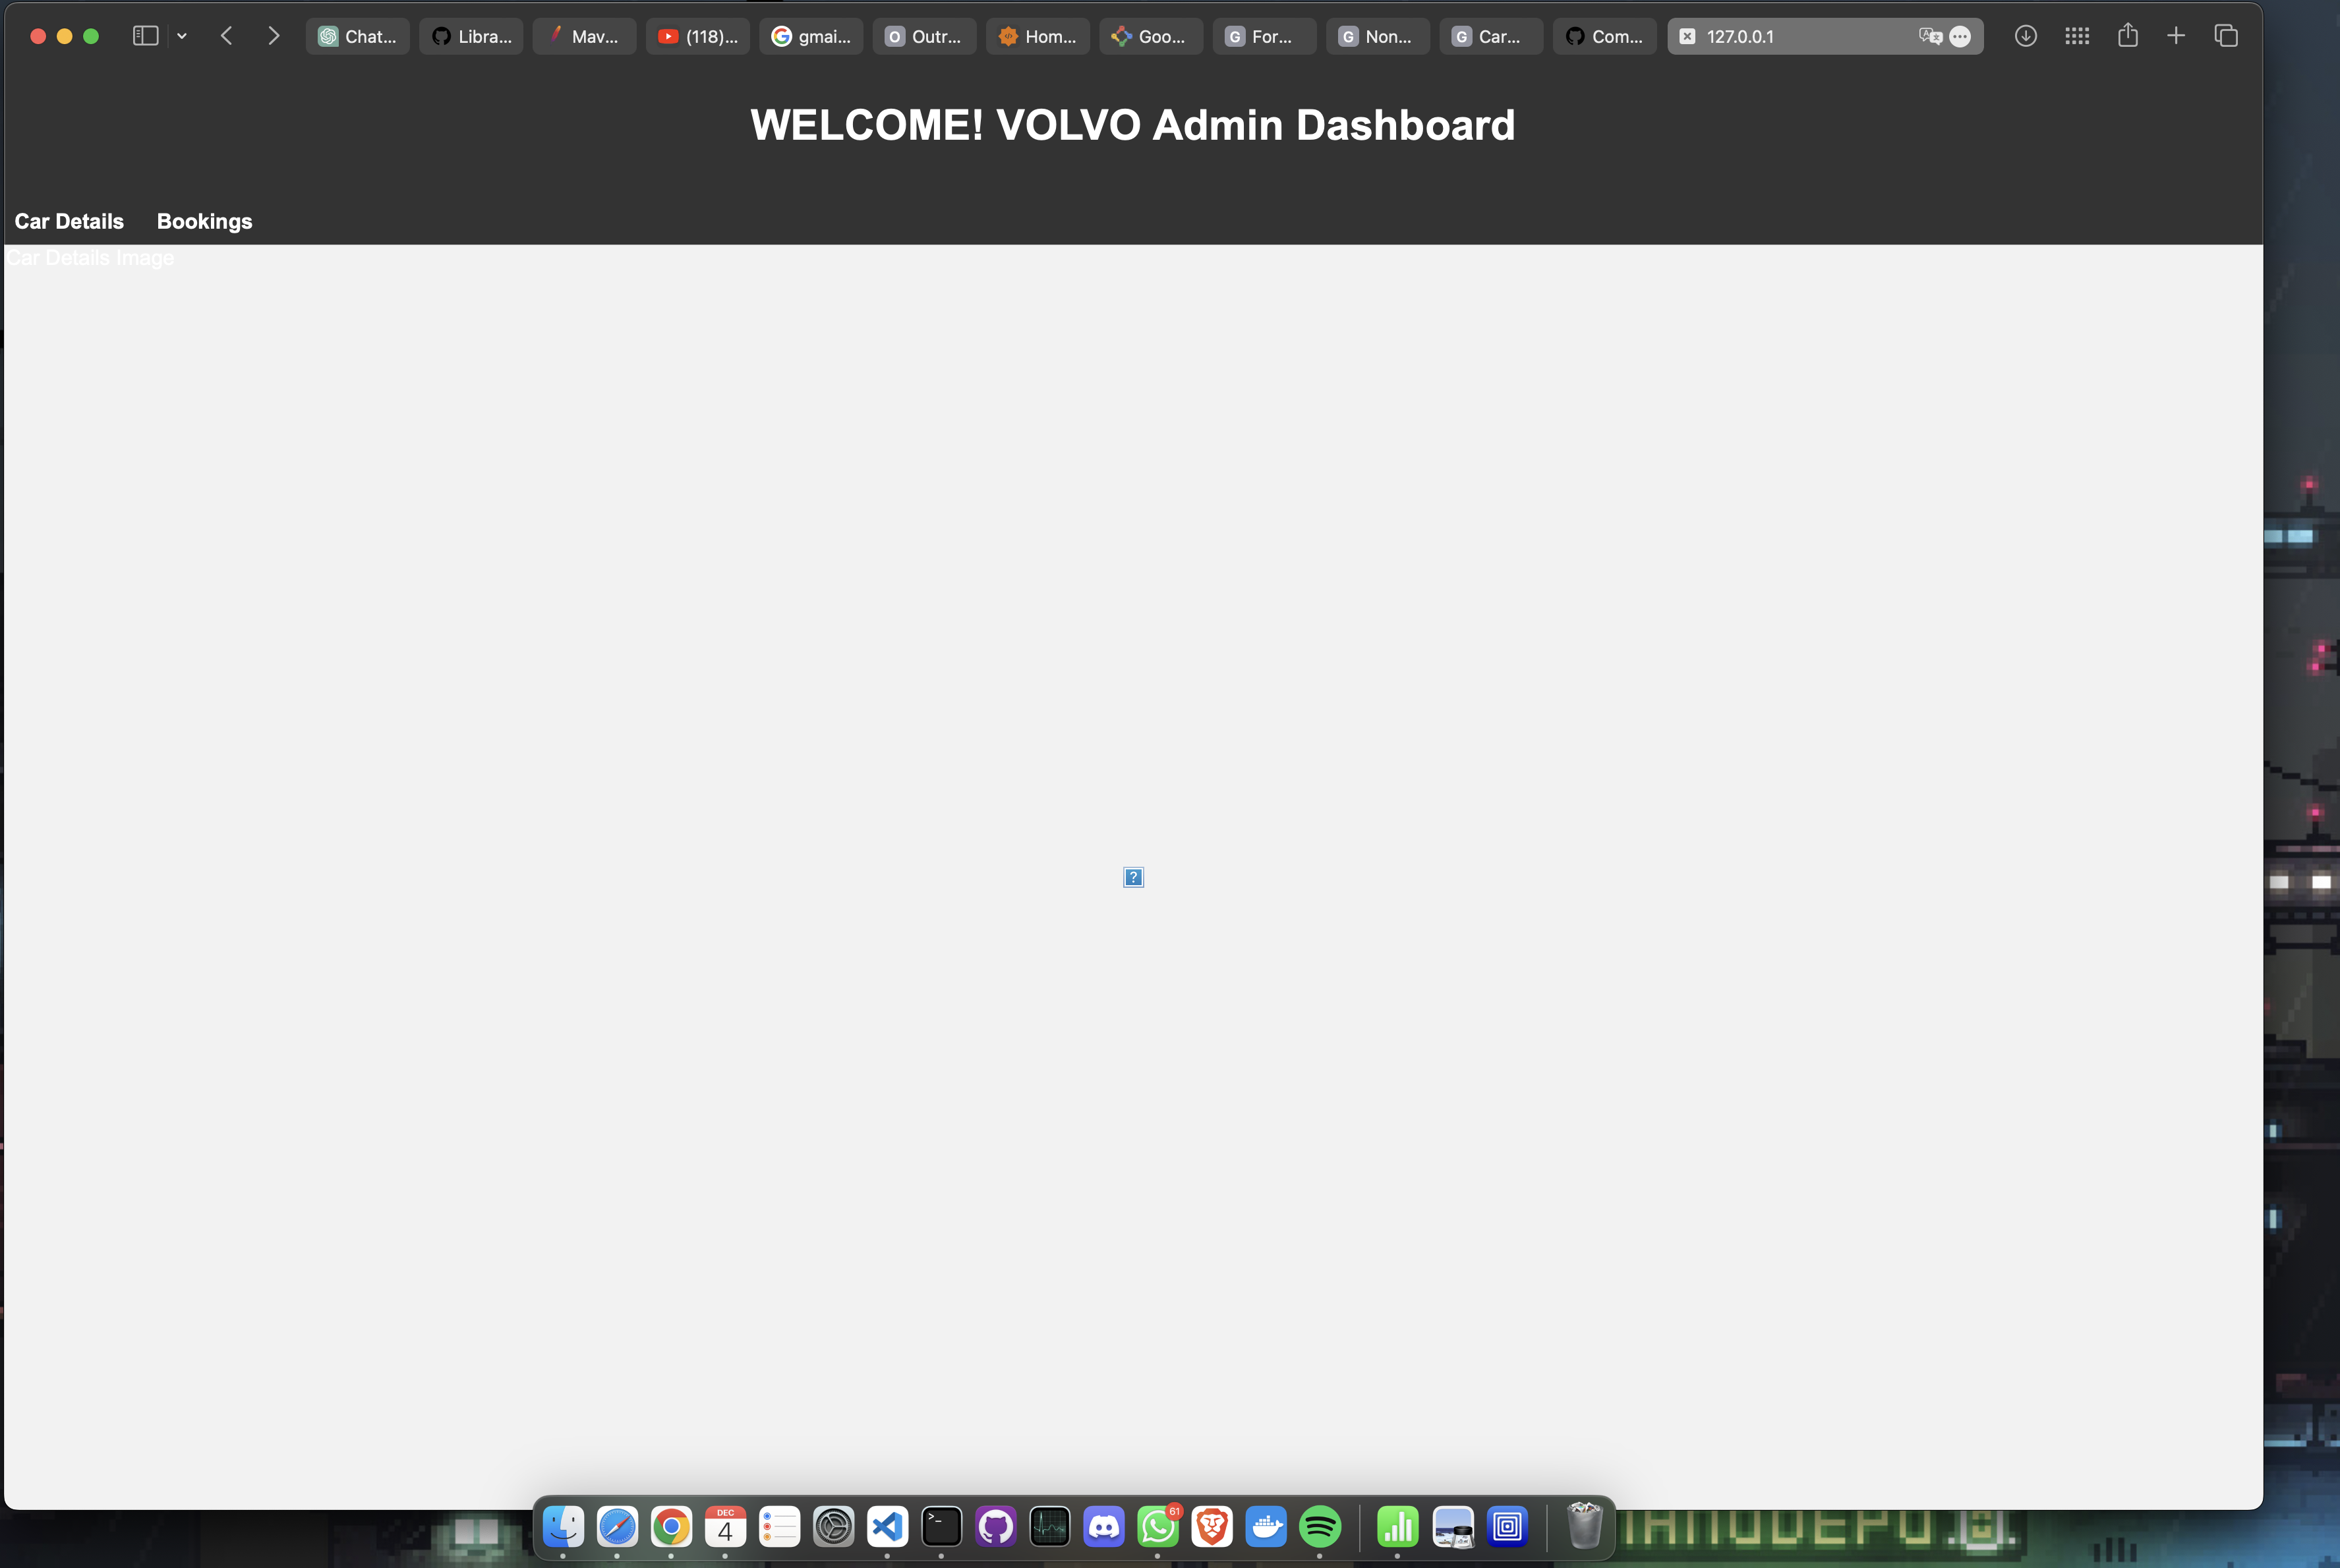 Chat...
Libra...
Mav...
(118)...
gmai...
Outr...
Hom...
Goo...
For...
Non...
Car...
Com...
127.0.0.1
WELCOME! VOLVO Admin Dashboard
Car Details
Bookings
Car Details Image
?
DEC
4
>_
61